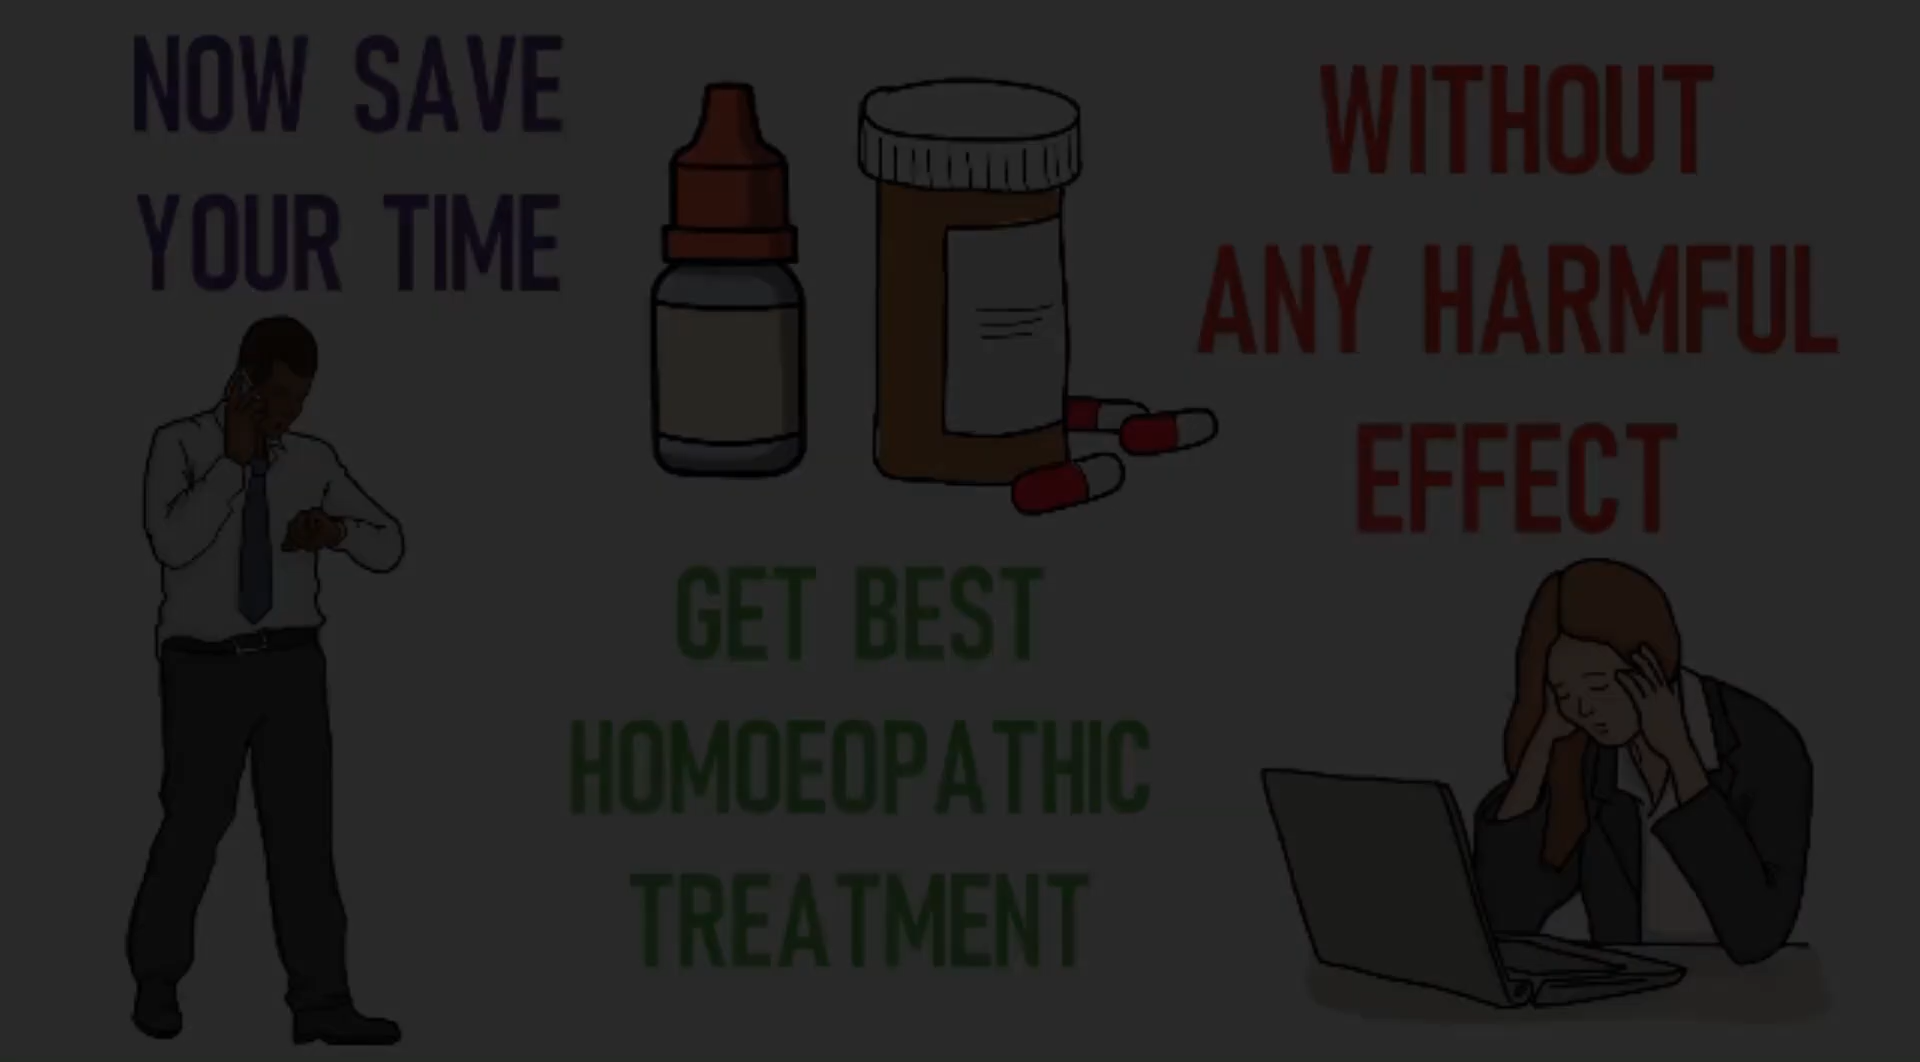 NOW SAVE
YOUR TIME
GET BEST
HOMOEOPATHIC
TREATMENT
WITHOUT
ANY HARMFUL
EFFECT